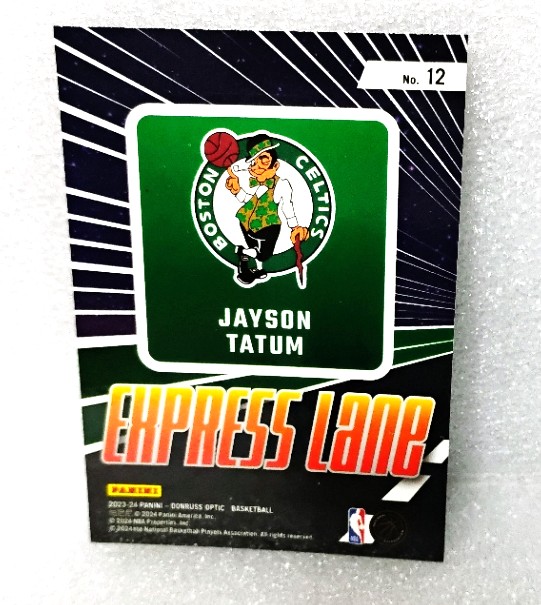 No. 12
BOSTON CELTICS
JAYSON
TATUM
EXPRESS Lane
PANINI
2023-24 PANINI - DONRUSS OPTIC BASKETBALL
© 2024 Panini America, Inc.
© 2024 NBA Properties, Inc.
© 2024 National Basketball Players Association. All rights reserved.
NBA